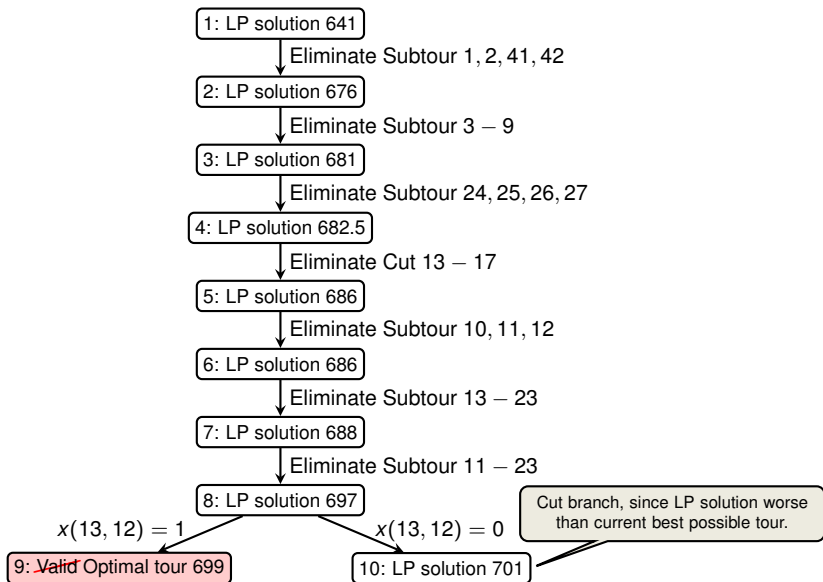 1: LP solution 641
Eliminate Subtour 1, 2, 41, 42
2: LP solution 676
Eliminate Subtour 3 − 9
3: LP solution 681
Eliminate Subtour 24, 25, 26, 27
4: LP solution 682.5
Eliminate Cut 13 − 17
5: LP solution 686
Eliminate Subtour 10, 11, 12
6: LP solution 686
Eliminate Subtour 13 − 23
7: LP solution 688
Eliminate Subtour 11 − 23
8: LP solution 697
x(13, 12) = 1
x(13, 12) = 0
Cut branch, since LP solution worse
than current best possible tour.
9: Valid Optimal tour 699
10: LP solution 701